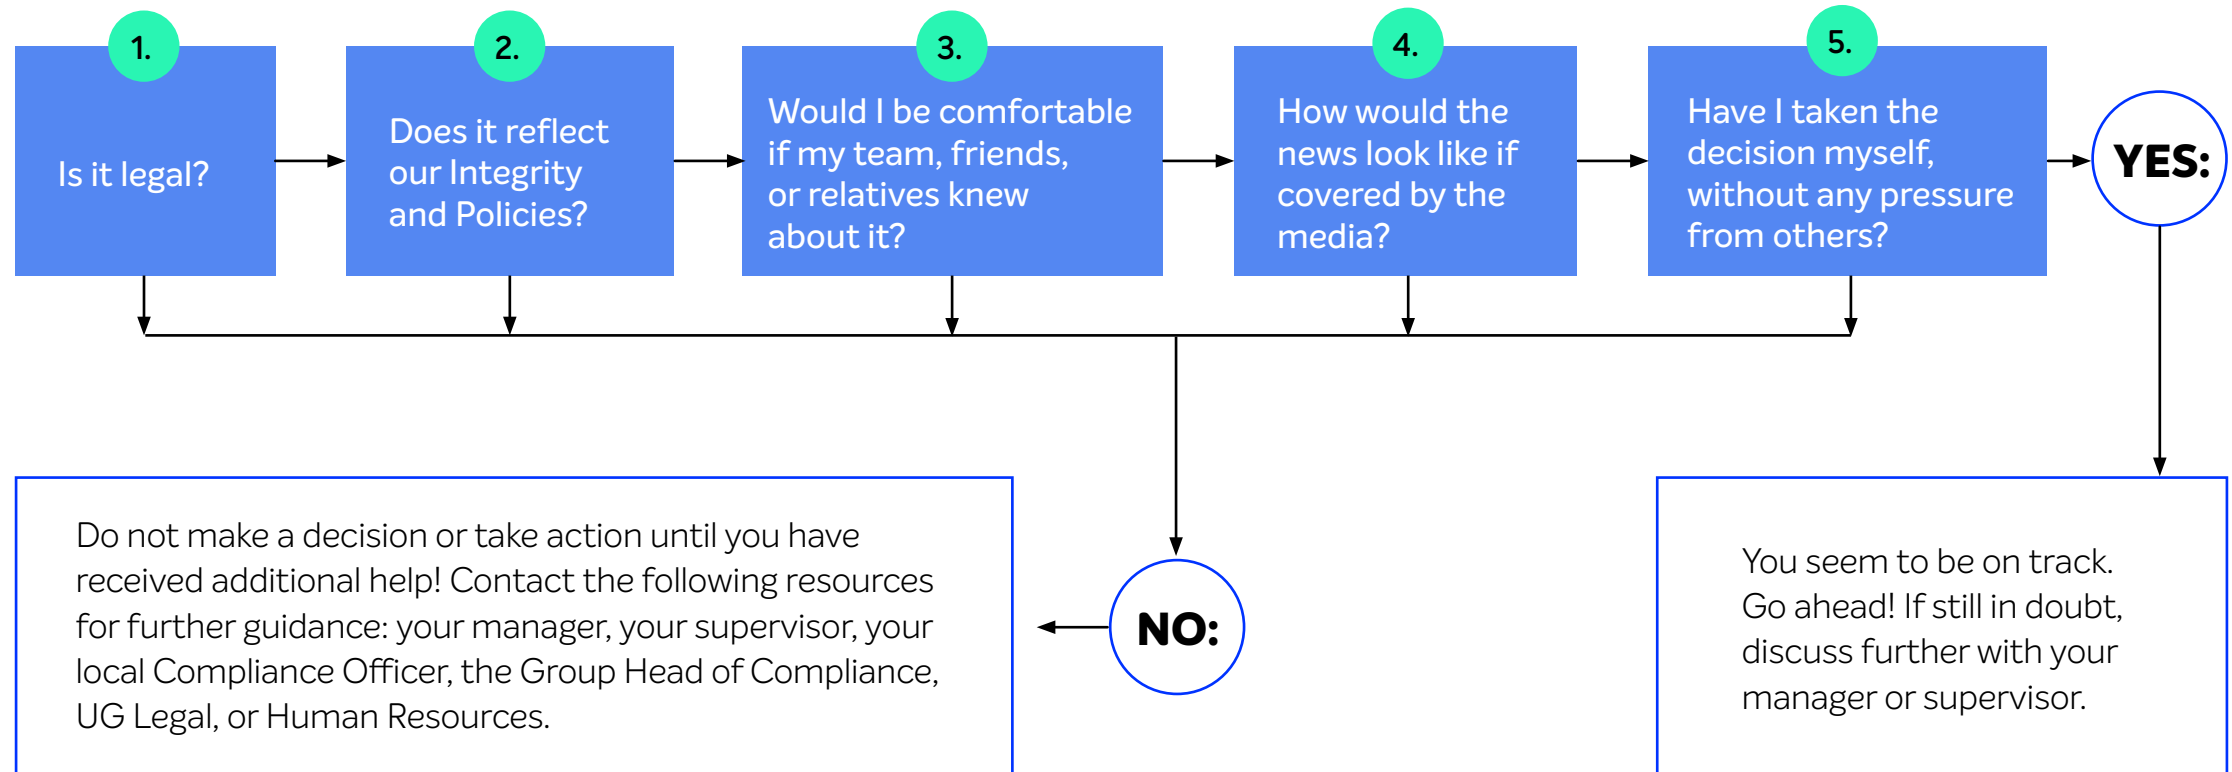 1.
Is it legal?
2.
Does it reflect
our Integrity
and Policies?
3.
Would I be comfortable
if my team, friends,
or relatives knew
about it?
4.
How would the
news look like if
covered by the
media?
5.
Have I taken the
decision myself,
without any pressure
from others?
YES:
Do not make a decision or take action until you have
received additional help! Contact the following resources
for further guidance: your manager, your supervisor, your
local Compliance Officer, the Group Head of Compliance,
UG Legal, or Human Resources.
NO:
You seem to be on track.
Go ahead! If still in doubt,
discuss further with your
manager or supervisor.